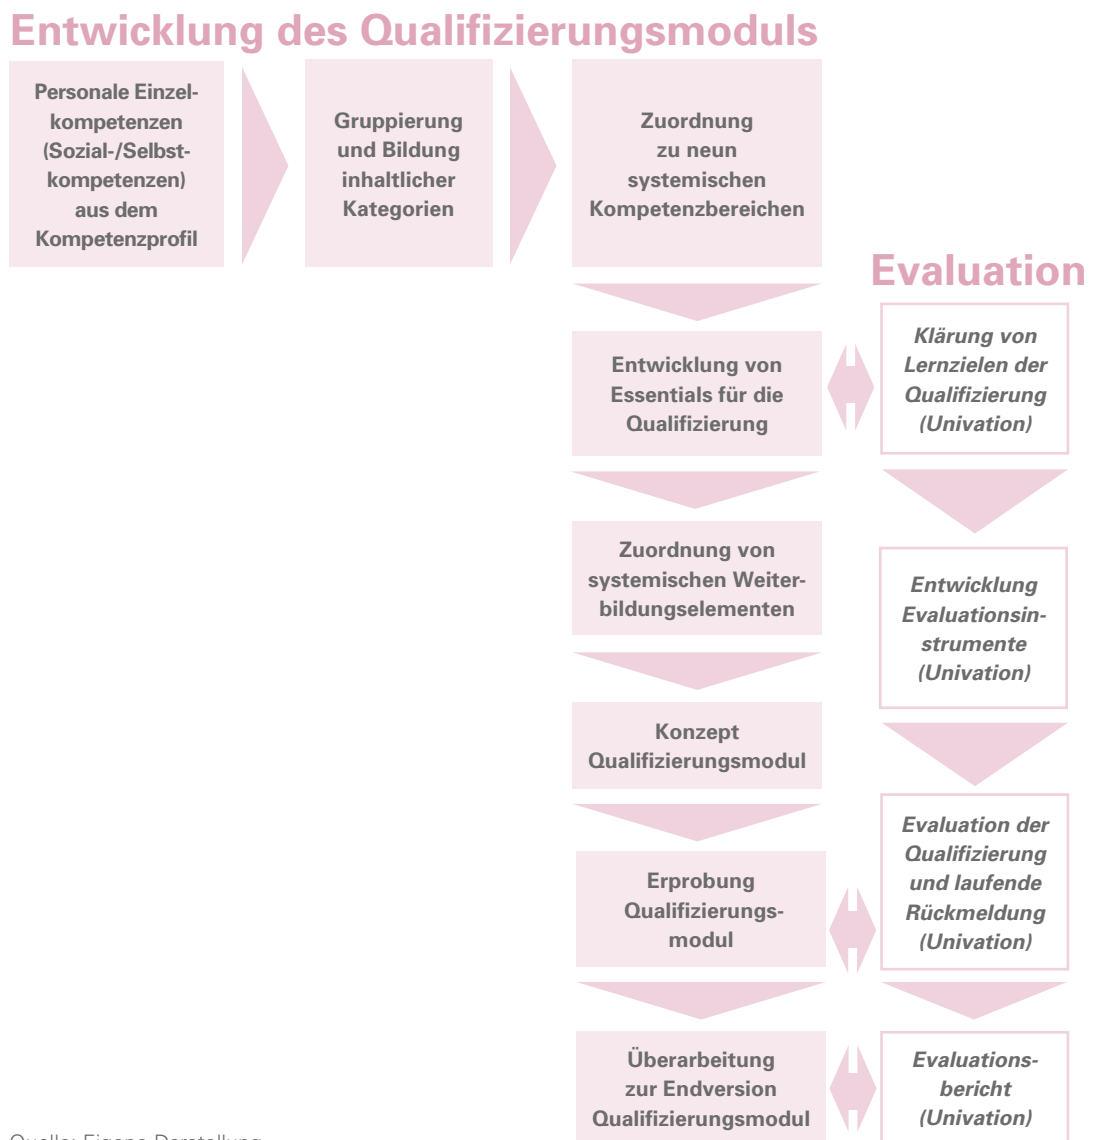 Entwicklung des Qualifizierungsmoduls
Personale Einzel-
kompetenzen
(Sozial-/Selbst-
kompetenzen)
aus dem
Kompetenzprofil
Gruppierung
und Bildung
inhaltlicher
Kategorien
Zuordnung
zu neun
systemischen
Kompetenzbereichen
Evaluation
Entwicklung von
Essentials für die
Qualifizierung
Klärung von
Lernzielen der
Qualifizierung
(Univation)
Zuordnung von
systemischen Weiter-
bildungselementen
Entwicklung
Evaluationsin-
strumente
(Univation)
Konzept
Qualifizierungsmodul
Erprobung
Qualifizierungs-
modul
Evaluation der
Qualifizierung
und laufende
Rückmeldung
(Univation)
Überarbeitung
zur Endversion
Qualifizierungsmodul
Evaluations-
bericht
(Univation)
Quelle: Eigene Darstellung